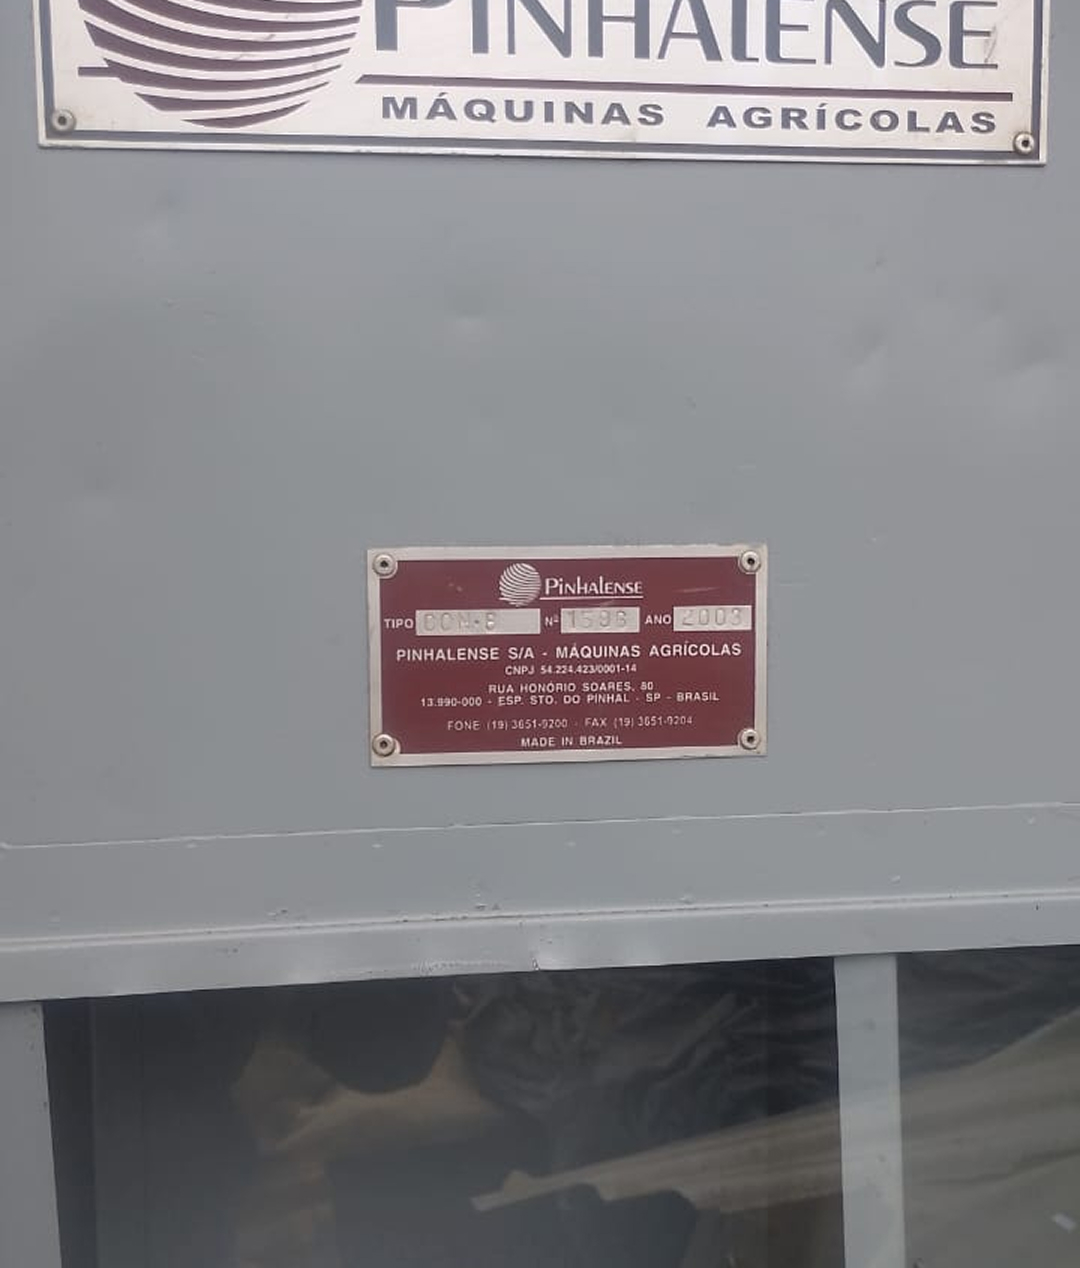 PINHALENSE
MÁQUINAS AGRÍCOLAS
PINHALENSE
TIPO CON-8 Nº ANO 2003
PINHALENSE S/A - MÁQUINAS AGRÍCOLAS
CNPJ 54.224.423/0001-14
RUA HONÓRIO SOARES, 80
13.990-000 - ESP. STO. DO PINHAL - SP - BRASIL
FONE (19) 3651-9200 - FAX (19) 3651-9204
MADE IN BRAZIL